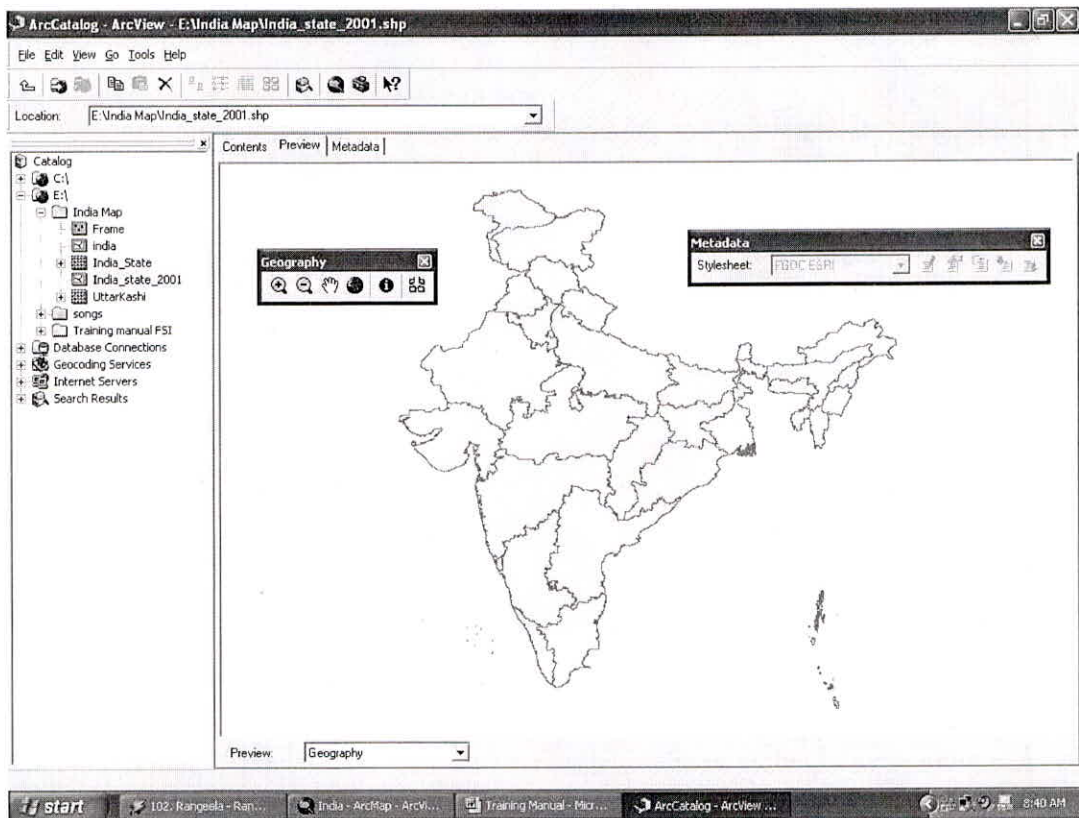 ArcCatalog - ArcView - E:\India Map\India_state_2001.shp
File Edit View Go Tools Help
Location: E:\India Map\India_state_2001.shp
Contents Preview Metadata
Catalog
C:\
E:\
India Map
Frame
india
India_State
India_state_2001
UttarKashi
songs
Training manual FSI
Database Connections
Geocoding Services
Internet Servers
Search Results
Geography
Metadata
Stylesheet: FGDC ESRI
Preview: Geography
start 102. Rangeela - Ran... India - ArcMap - ArcVi... Training Manual - Micr... ArcCatalog - ArcView ... 8:40 AM